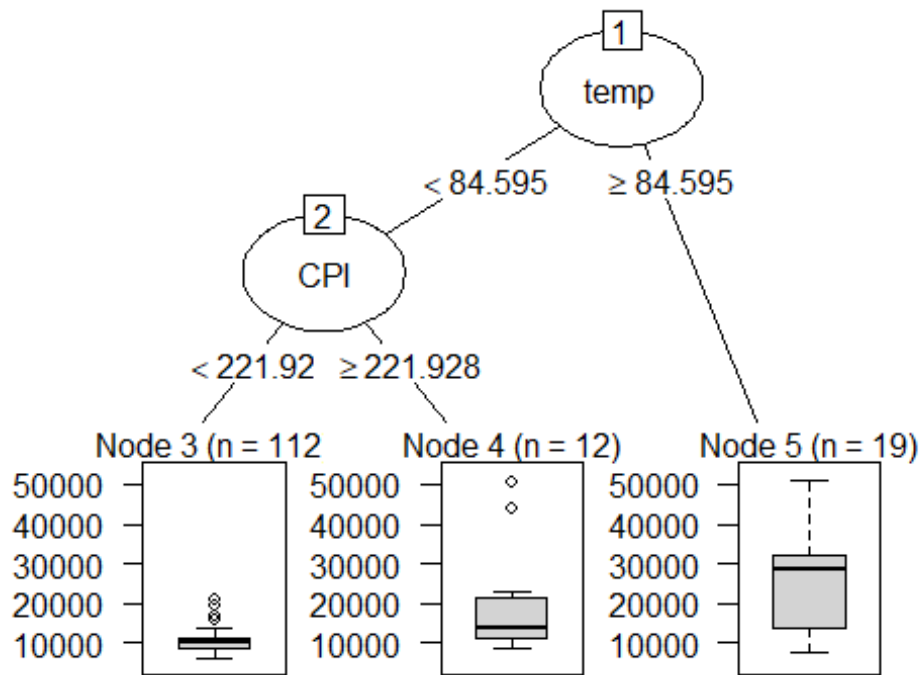 1
temp
< 84.595 ≥ 84.595
2
CPI
< 221.92 ≥ 221.928
Node 3 (n = 112 Node 4 (n = 12) Node 5 (n = 19)
50000 50000 50000
40000 40000 40000
30000 30000 30000
20000 20000 20000
10000 10000 10000